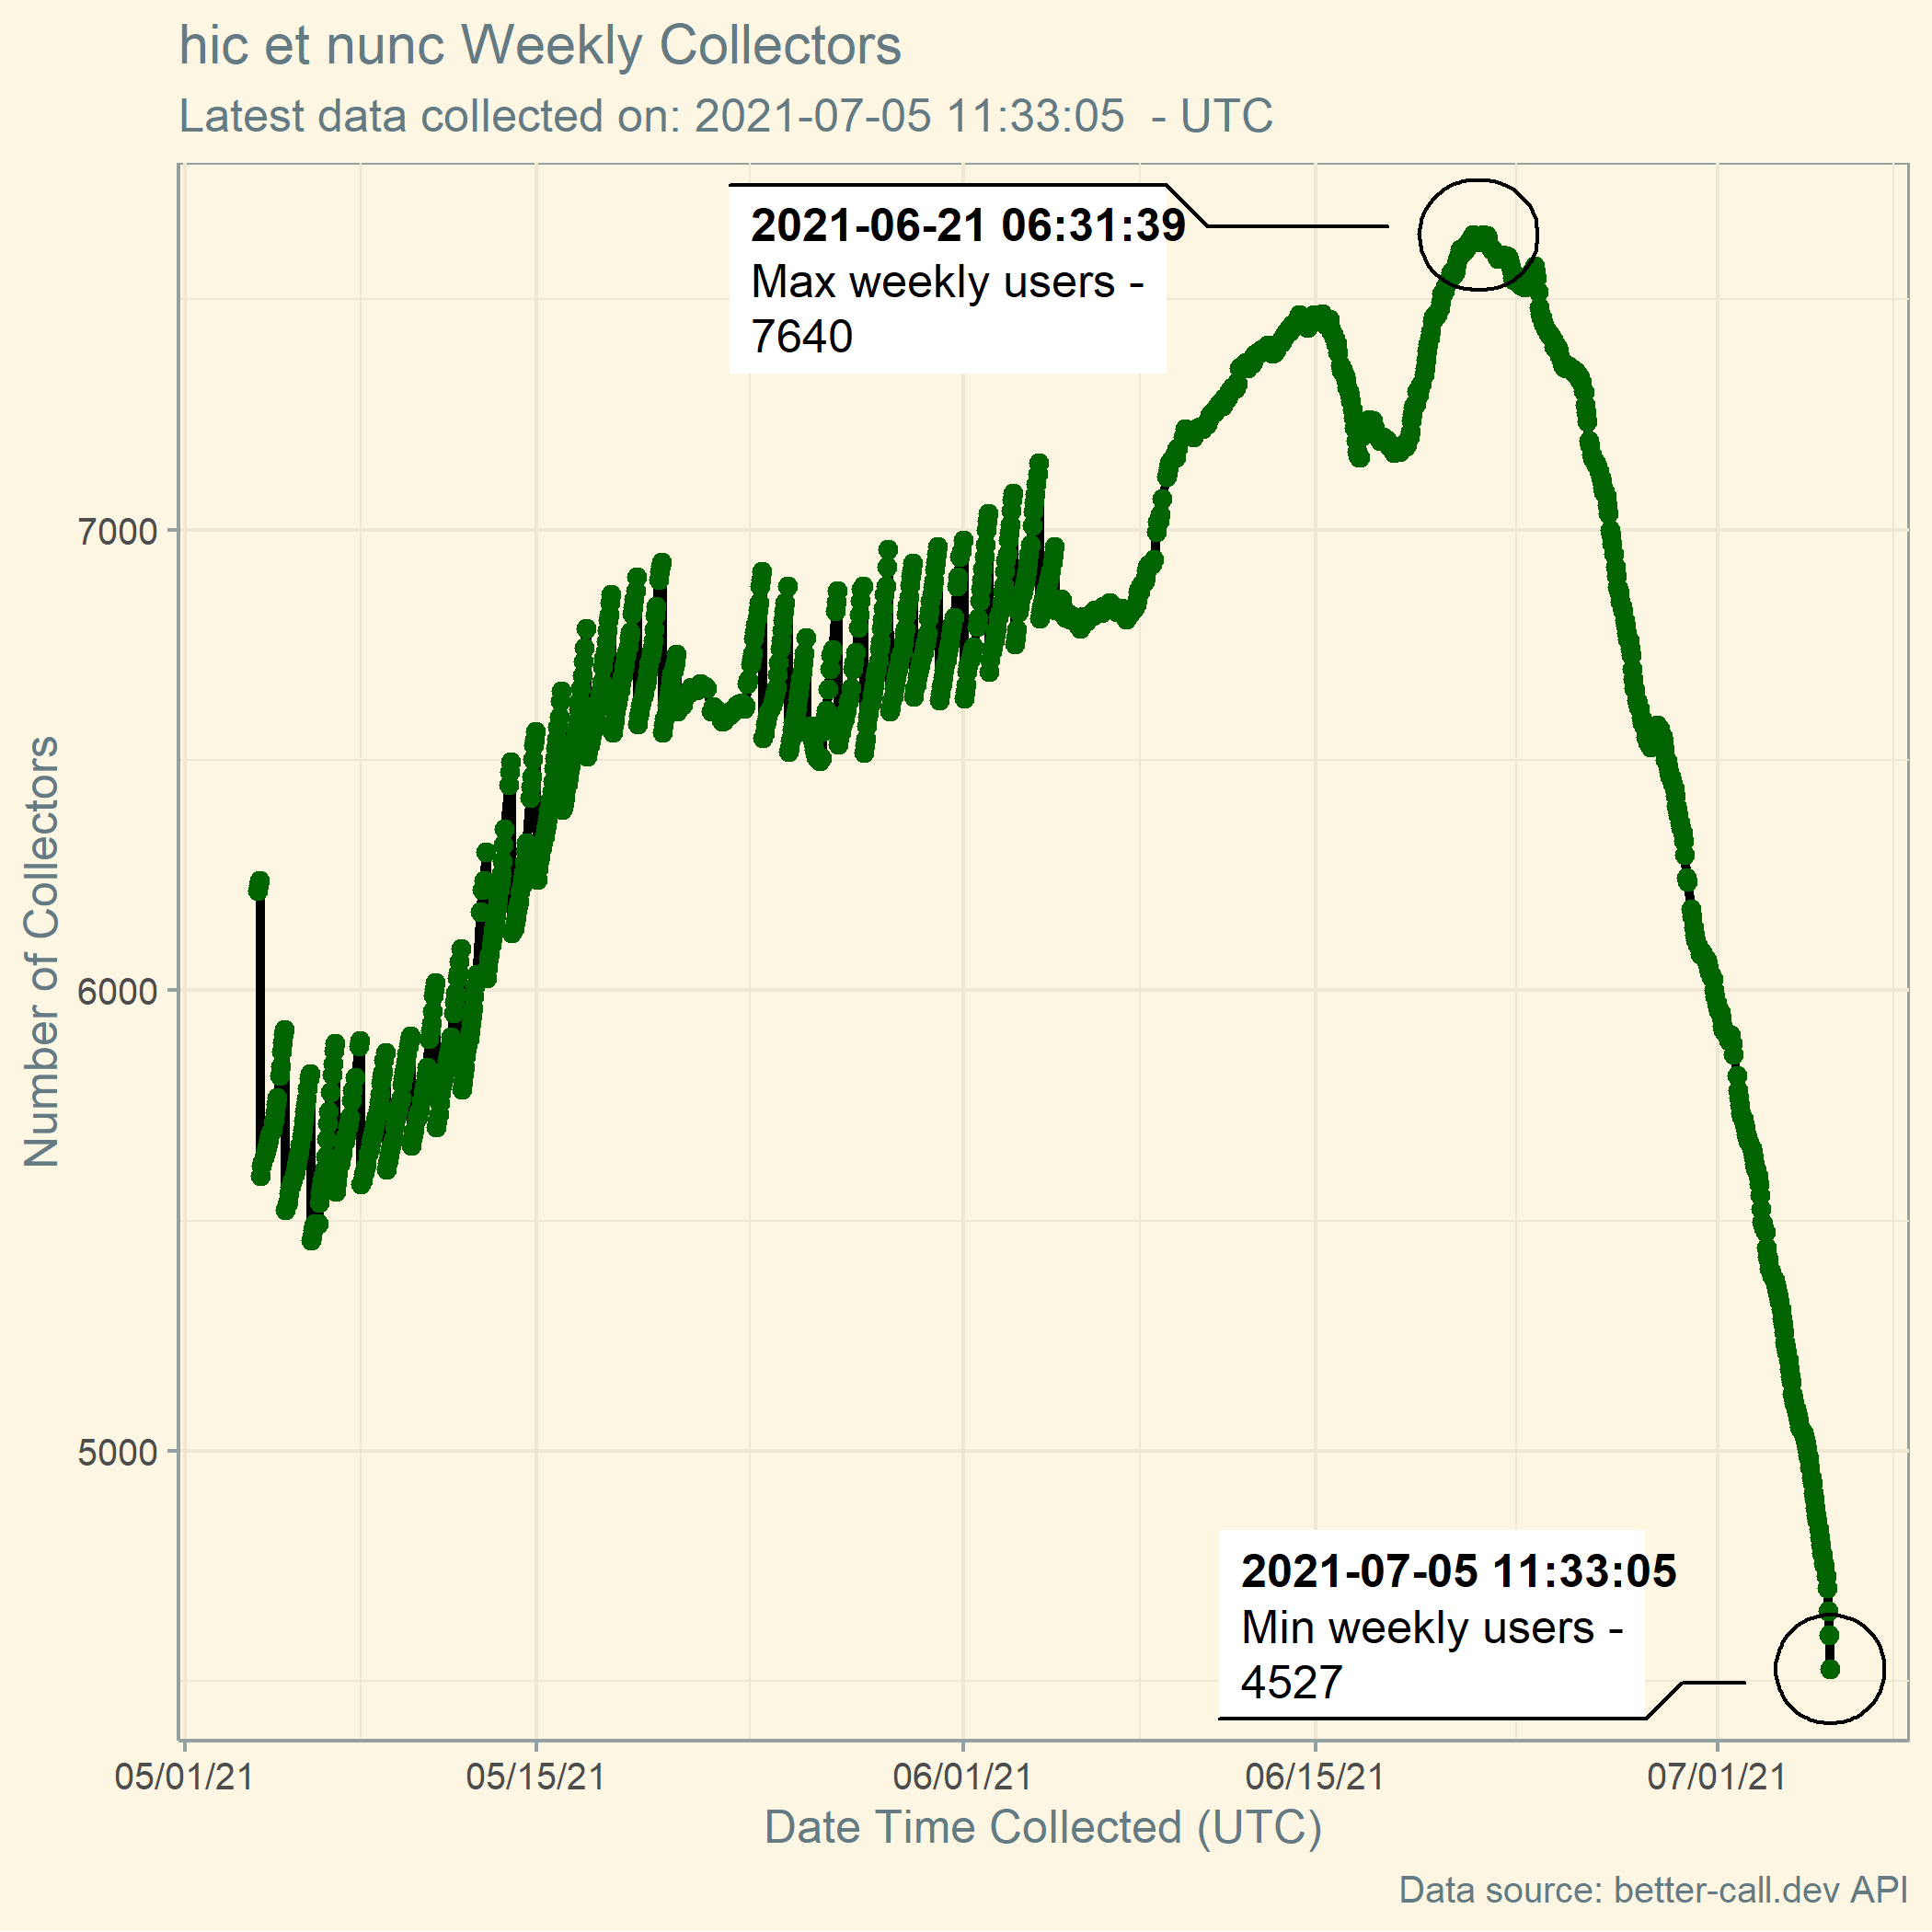 hic et nunc Weekly Collectors
Latest data collected on: 2021-07-05 11:33:05  - UTC
2021-06-21 06:31:39
Max weekly users -
7640
7000
6000
5000
Number of Collectors
2021-07-05 11:33:05
Min weekly users -
4527
05/01/21
05/15/21
06/01/21
06/15/21
07/01/21
Date Time Collected (UTC)
Data source: better-call.dev API